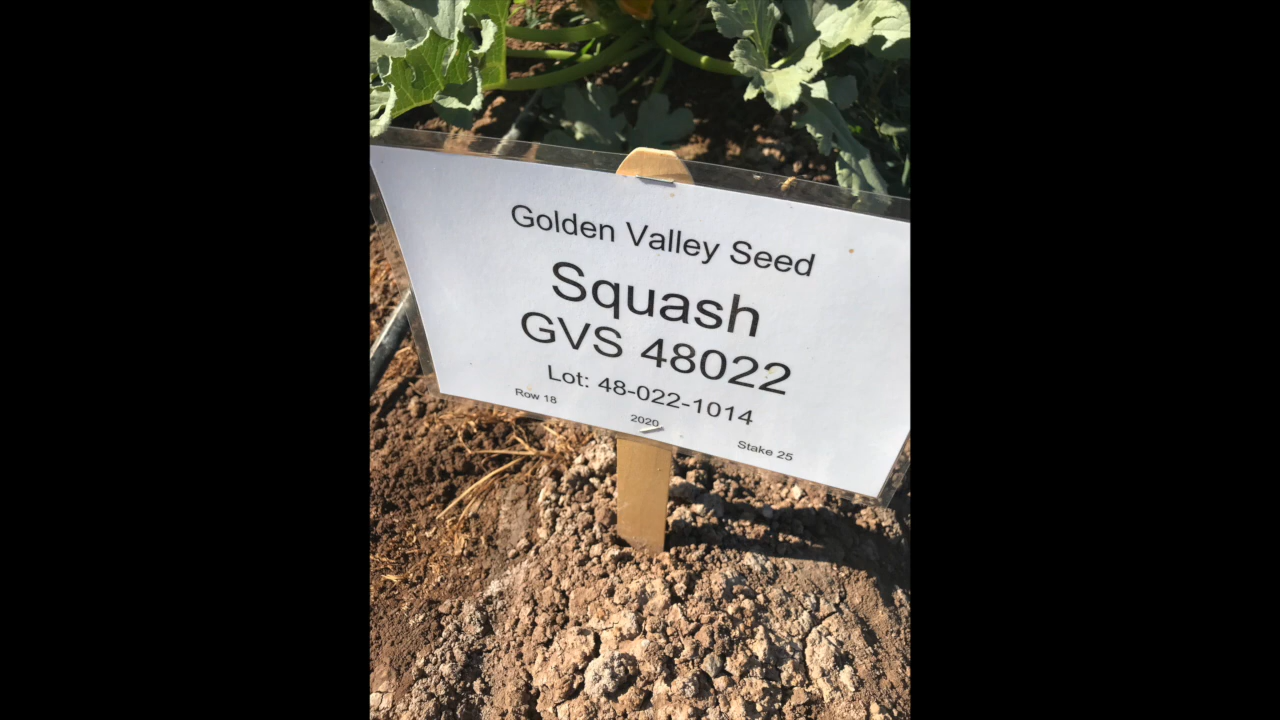 Golden Valley Seed
Squash
GVS 48022
Lot: 48-022-1014
Row 18
2020
Stake 25